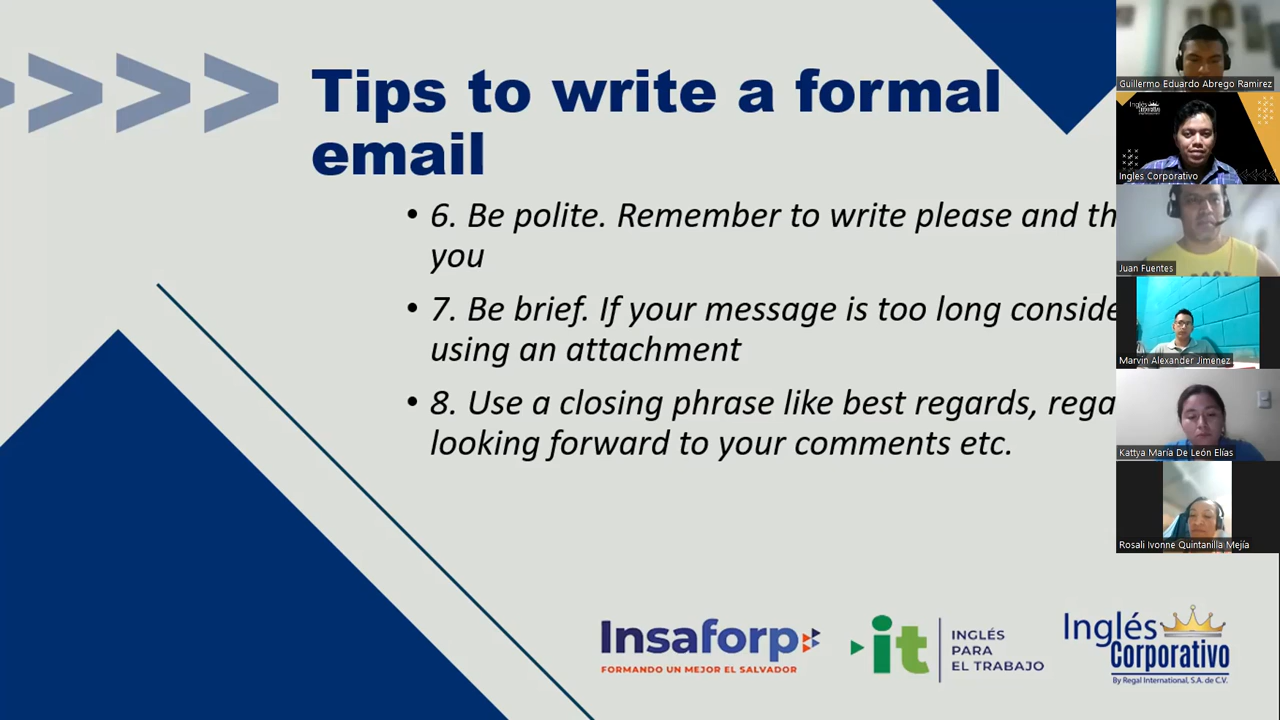 Tips to write a formal
email
• 6. Be polite. Remember to write please and th
you
• 7. Be brief. If your message is too long conside
using an attachment
• 8. Use a closing phrase like best regards, rega
looking forward to your comments etc.
Insaforp
FORMANDO UN MEJOR EL SALVADOR
it
INGLÉS
PARA
EL TRABAJO
Inglés
Corporativo
By Regal International, S.A. de C.V.
Guillermo Eduardo Abrego Ramirez
Inglés
Corporativo
Ingles Corporativo
Juan Fuentes
Marvin Alexander Jimenez
Kattya María De León Elías
Rosali Ivonne Quintanilla Mejía